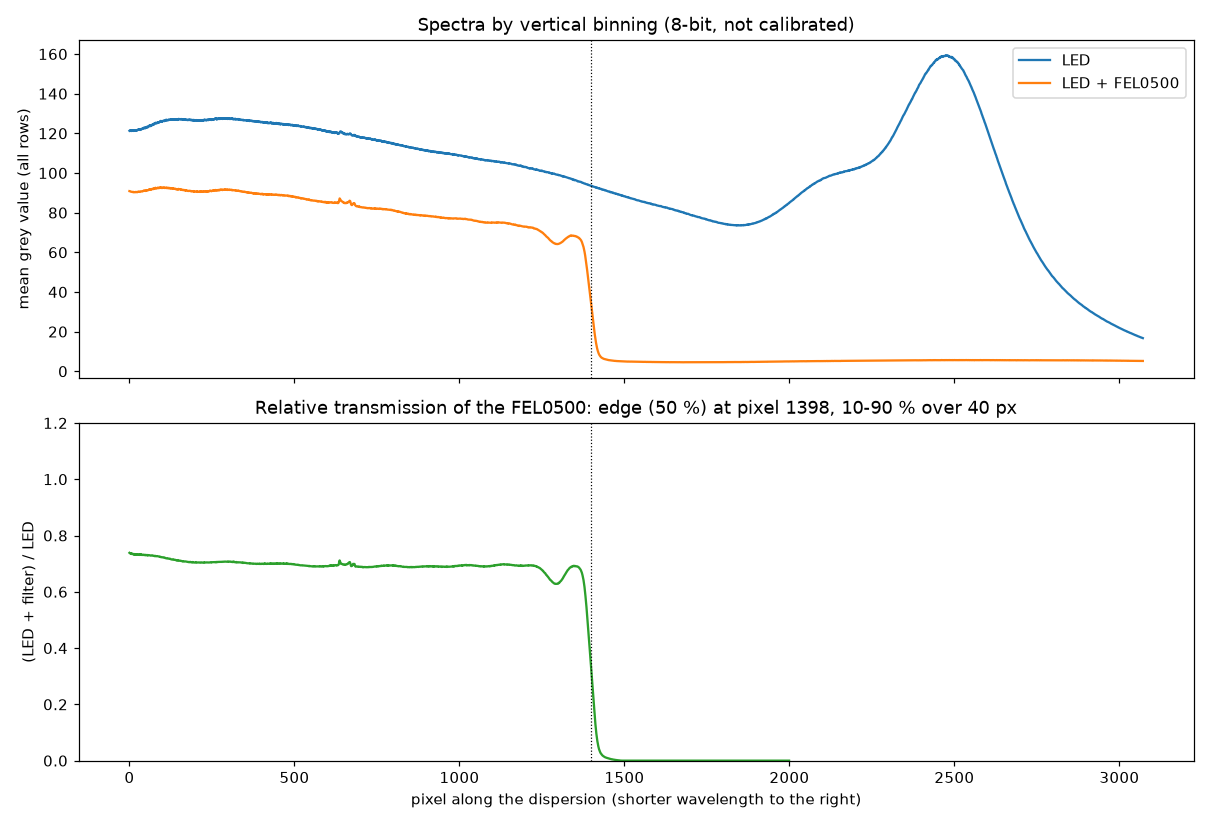 Spectra by vertical binning (8-bit, not calibrated)
mean grey value (all rows)
160
140
120
100
80
60
40
20
0
LED
LED + FEL0500
Relative transmission of the FEL0500: edge (50 %) at pixel 1398, 10-90 % over 40 px
(LED + filter) / LED
1.2
1.0
0.8
0.6
0.4
0.2
0.0
0 500 1000 1500 2000 2500 3000
pixel along the dispersion (shorter wavelength to the right)